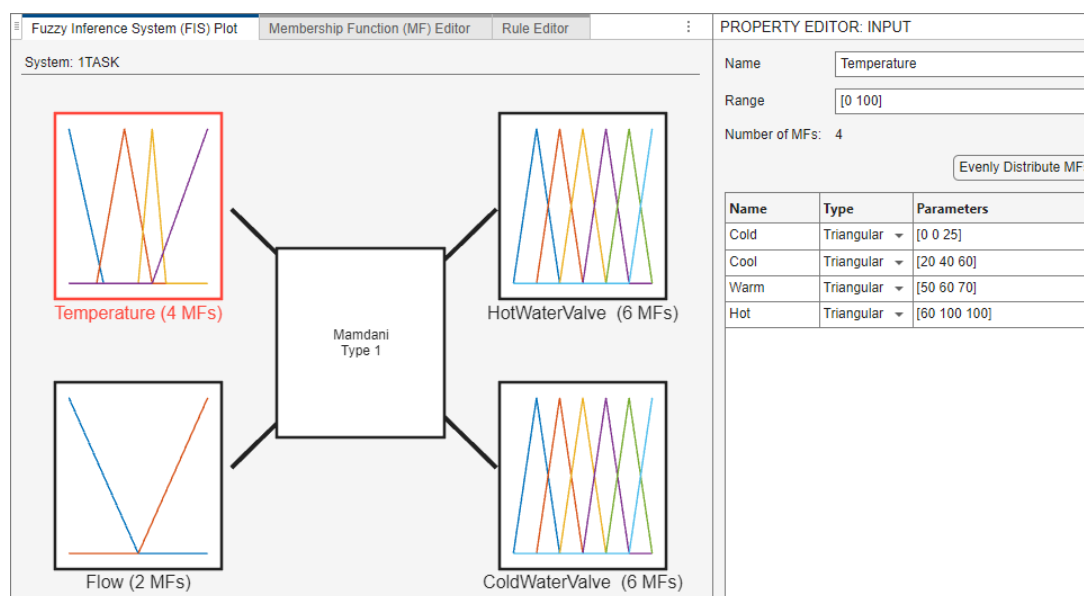 Fuzzy Inference System (FIS) Plot
Membership Function (MF) Editor
Rule Editor
System: 1TASK
Temperature (4 MFs)
HotWaterValve (6 MFs)
Mamdani
Type 1
Flow (2 MFs)
ColdWaterValve (6 MFs)
PROPERTY EDITOR: INPUT
Name Temperature
Range [0 100]
Number of MFs: 4
Evenly Distribute MF
Name Type Parameters
Cold Triangular [0 0 25]
Cool Triangular [20 40 60]
Warm Triangular [50 60 70]
Hot Triangular [60 100 100]